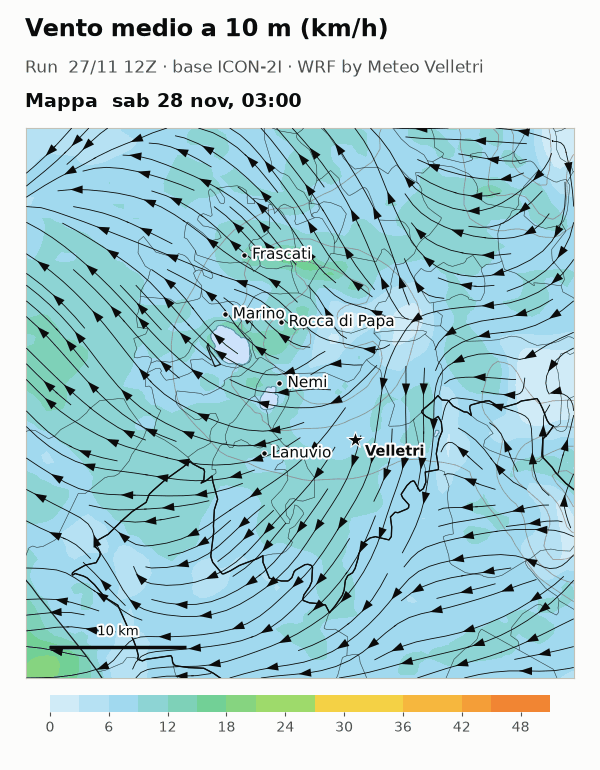 Vento medio a 10 m (km/h)
Run 27/11 12Z · base ICON-2I · WRF by Meteo Velletri
Mappa sab 28 nov, 03:00
Frascati
Marino
Rocca di Papa
Nemi
Velletri
Lanuvio
10 km
0 6 12 18 24 30 36 42 48